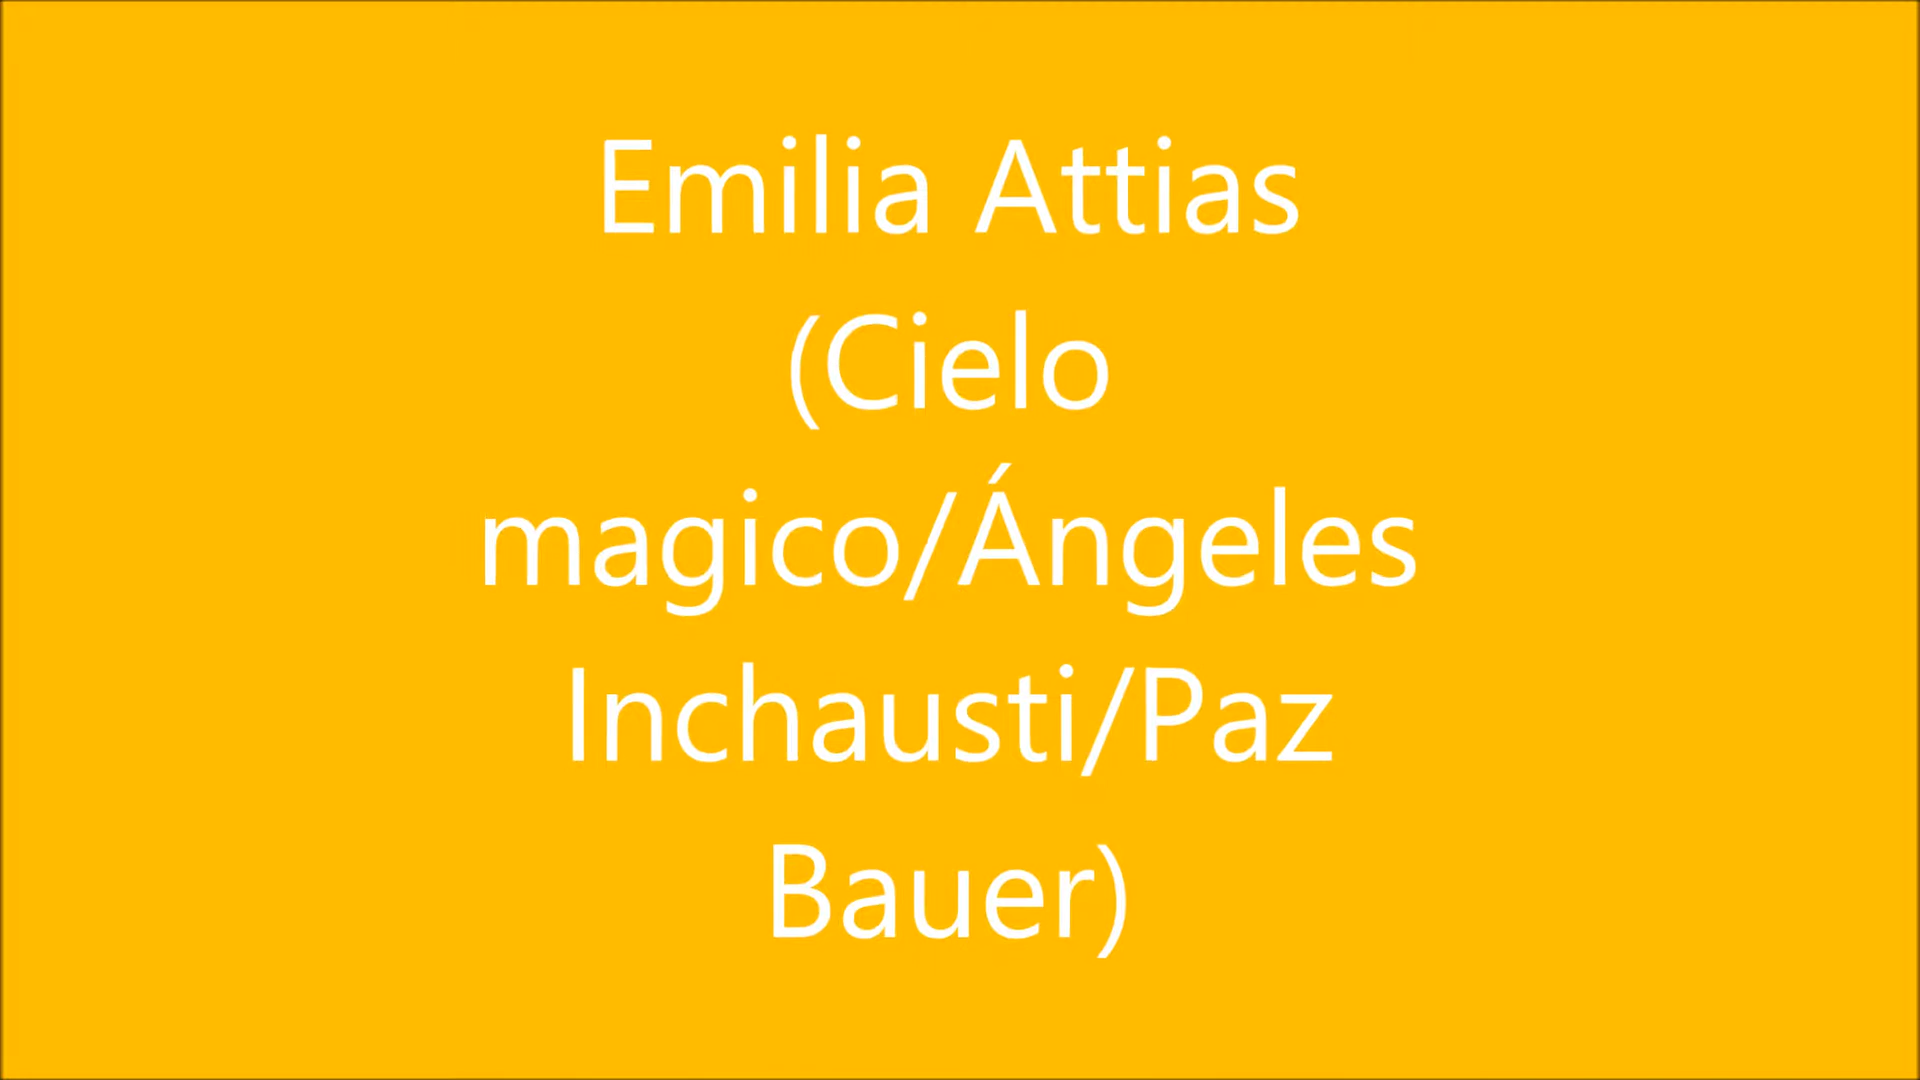 Emilia Attias
(Cielo
magico/Ángeles
Inchausti/Paz
Bauer)